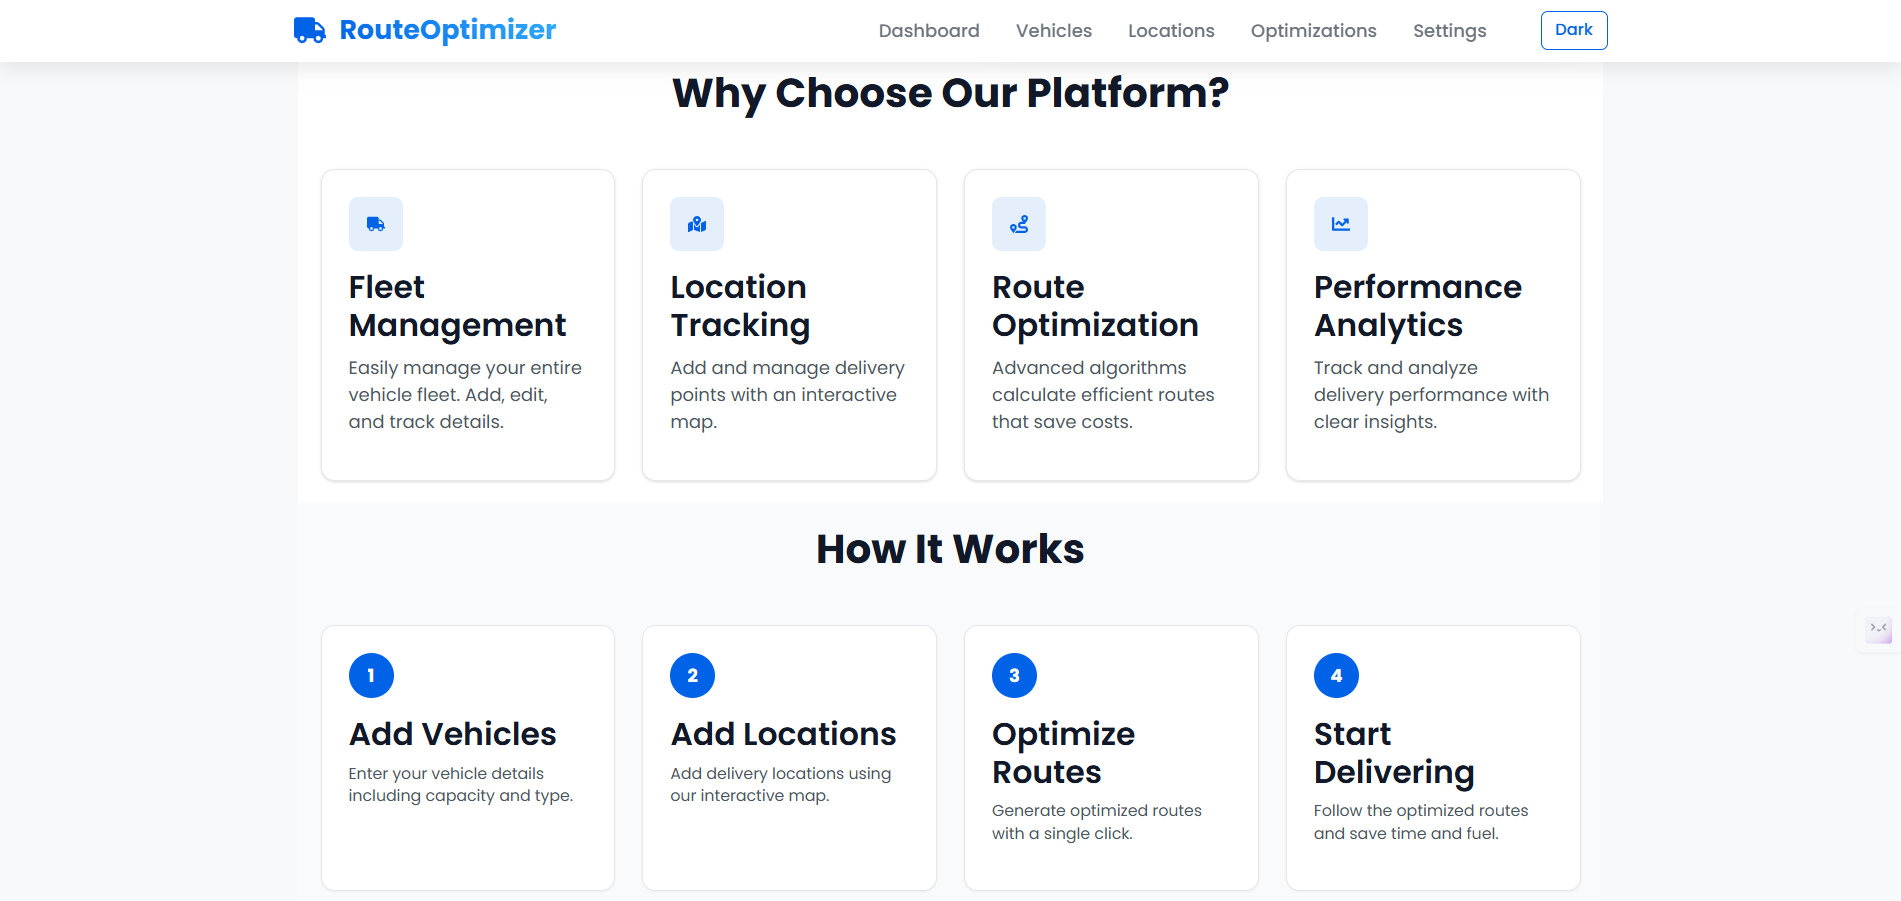 RouteOptimizer
Dashboard
Vehicles
Locations
Optimizations
Settings
Dark
Why Choose Our Platform?
Fleet
Management
Easily manage your entire
vehicle fleet. Add, edit,
and track details.
Location
Tracking
Add and manage delivery
points with an interactive
map.
Route
Optimization
Advanced algorithms
calculate efficient routes
that save costs.
Performance
Analytics
Track and analyze
delivery performance with
clear insights.
How It Works
1
Add Vehicles
Enter your vehicle details
including capacity and type.
2
Add Locations
Add delivery locations using
our interactive map.
3
Optimize
Routes
Generate optimized routes
with a single click.
4
Start
Delivering
Follow the optimized routes
and save time and fuel.